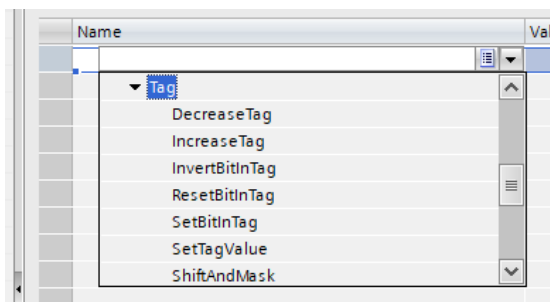 Name Val
Tag
DecreaseTag
IncreaseTag
InvertBitInTag
ResetBitInTag
SetBitInTag
SetTagValue
ShiftAndMask